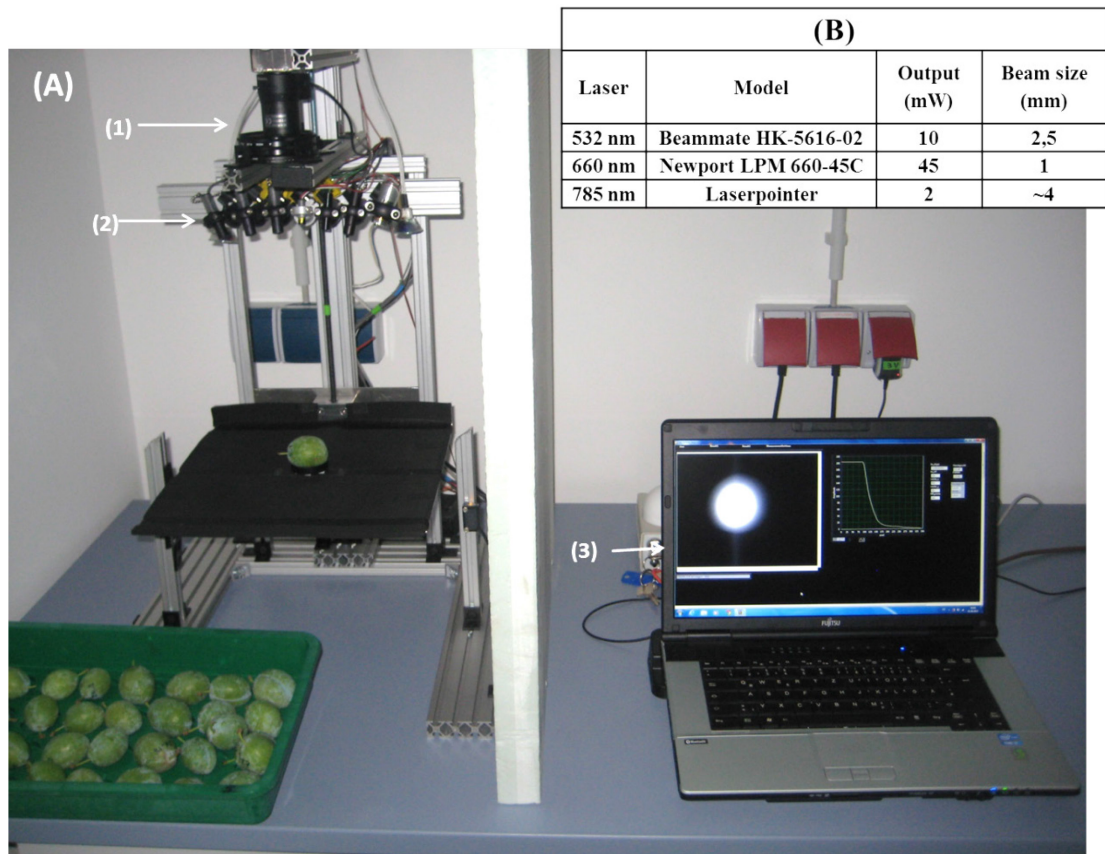 (A)
(1)
(2)
(3)
(B)
Laser Model Output (mW) Beam size (mm)
532 nm Beammate HK-5616-02 10 2,5
660 nm Newport LPM 660-45C 45 1
785 nm Laserpointer 2 ~4
FUJITSU